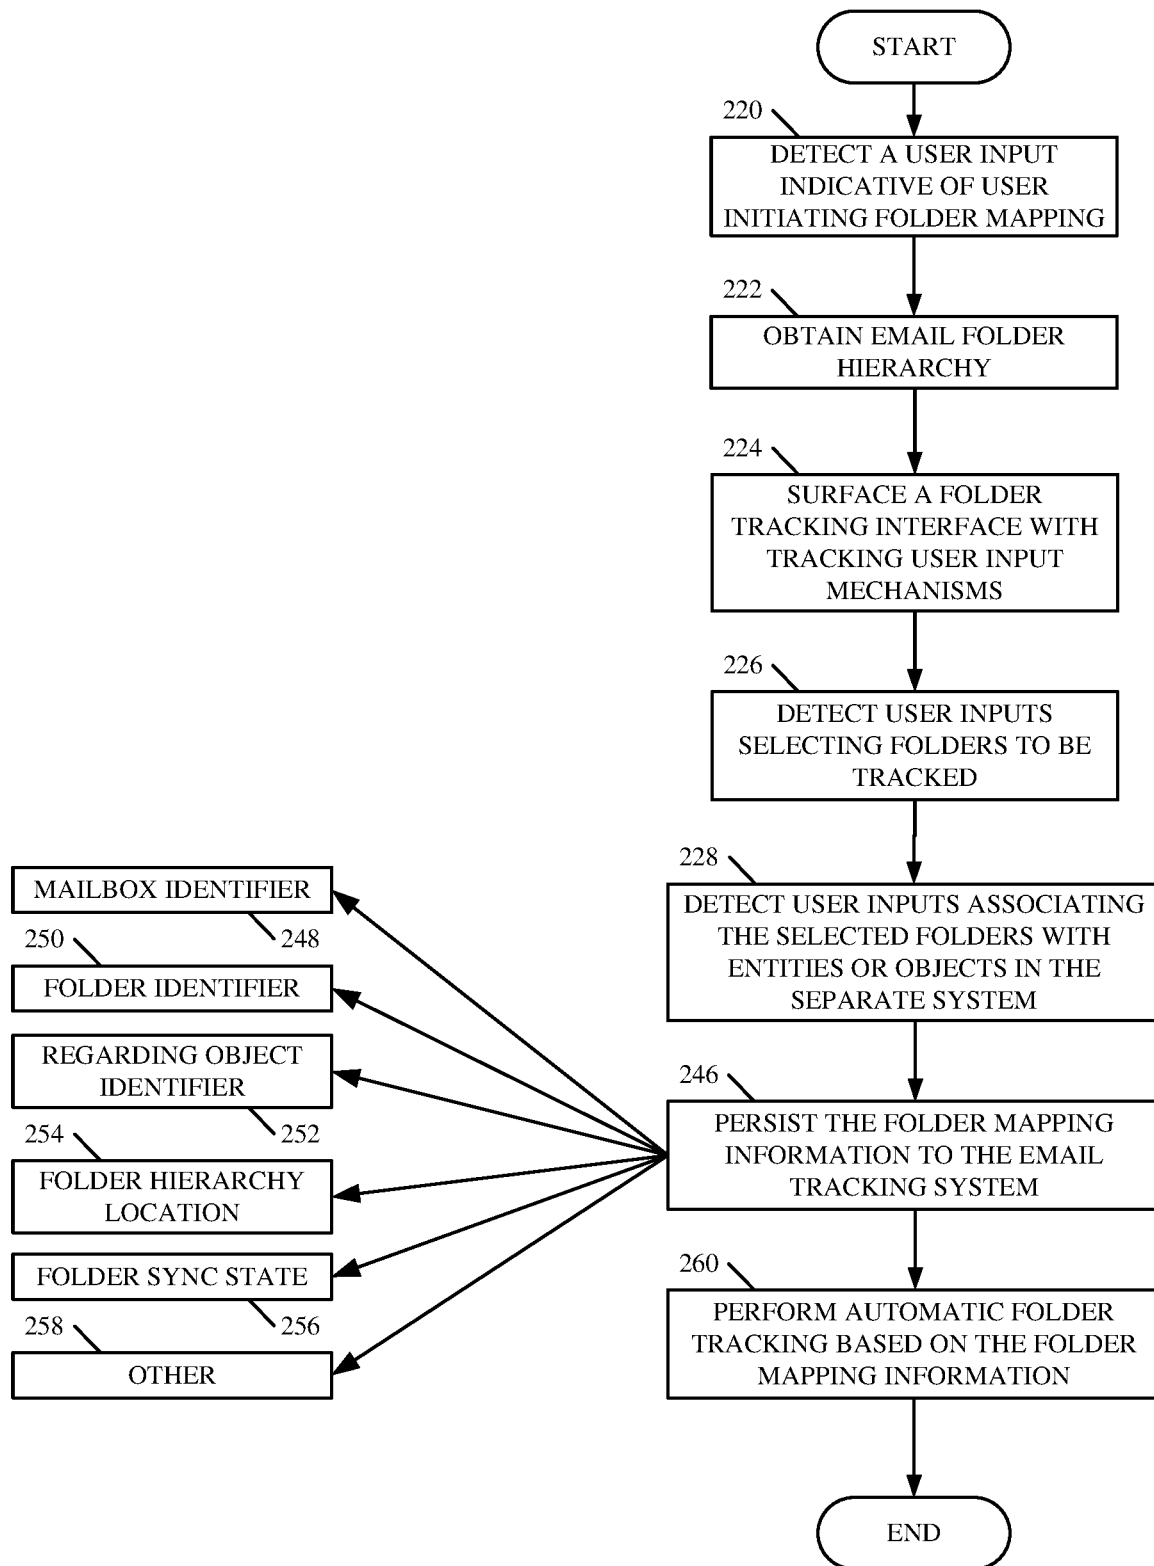 START
220
DETECT A USER INPUT
INDICATIVE OF USER
INITIATING FOLDER MAPPING
222
OBTAIN EMAIL FOLDER
HIERARCHY
224
SURFACE A FOLDER
TRACKING INTERFACE WITH
TRACKING USER INPUT
MECHANISMS
226
DETECT USER INPUTS
SELECTING FOLDERS TO BE
TRACKED
228
DETECT USER INPUTS ASSOCIATING
THE SELECTED FOLDERS WITH
ENTITIES OR OBJECTS IN THE
SEPARATE SYSTEM
246
PERSIST THE FOLDER MAPPING
INFORMATION TO THE EMAIL
TRACKING SYSTEM
MAILBOX IDENTIFIER
248
250
FOLDER IDENTIFIER
REGARDING OBJECT
IDENTIFIER
252
254
FOLDER HIERARCHY
LOCATION
FOLDER SYNC STATE
256
258
OTHER
260
PERFORM AUTOMATIC FOLDER
TRACKING BASED ON THE FOLDER
MAPPING INFORMATION
END